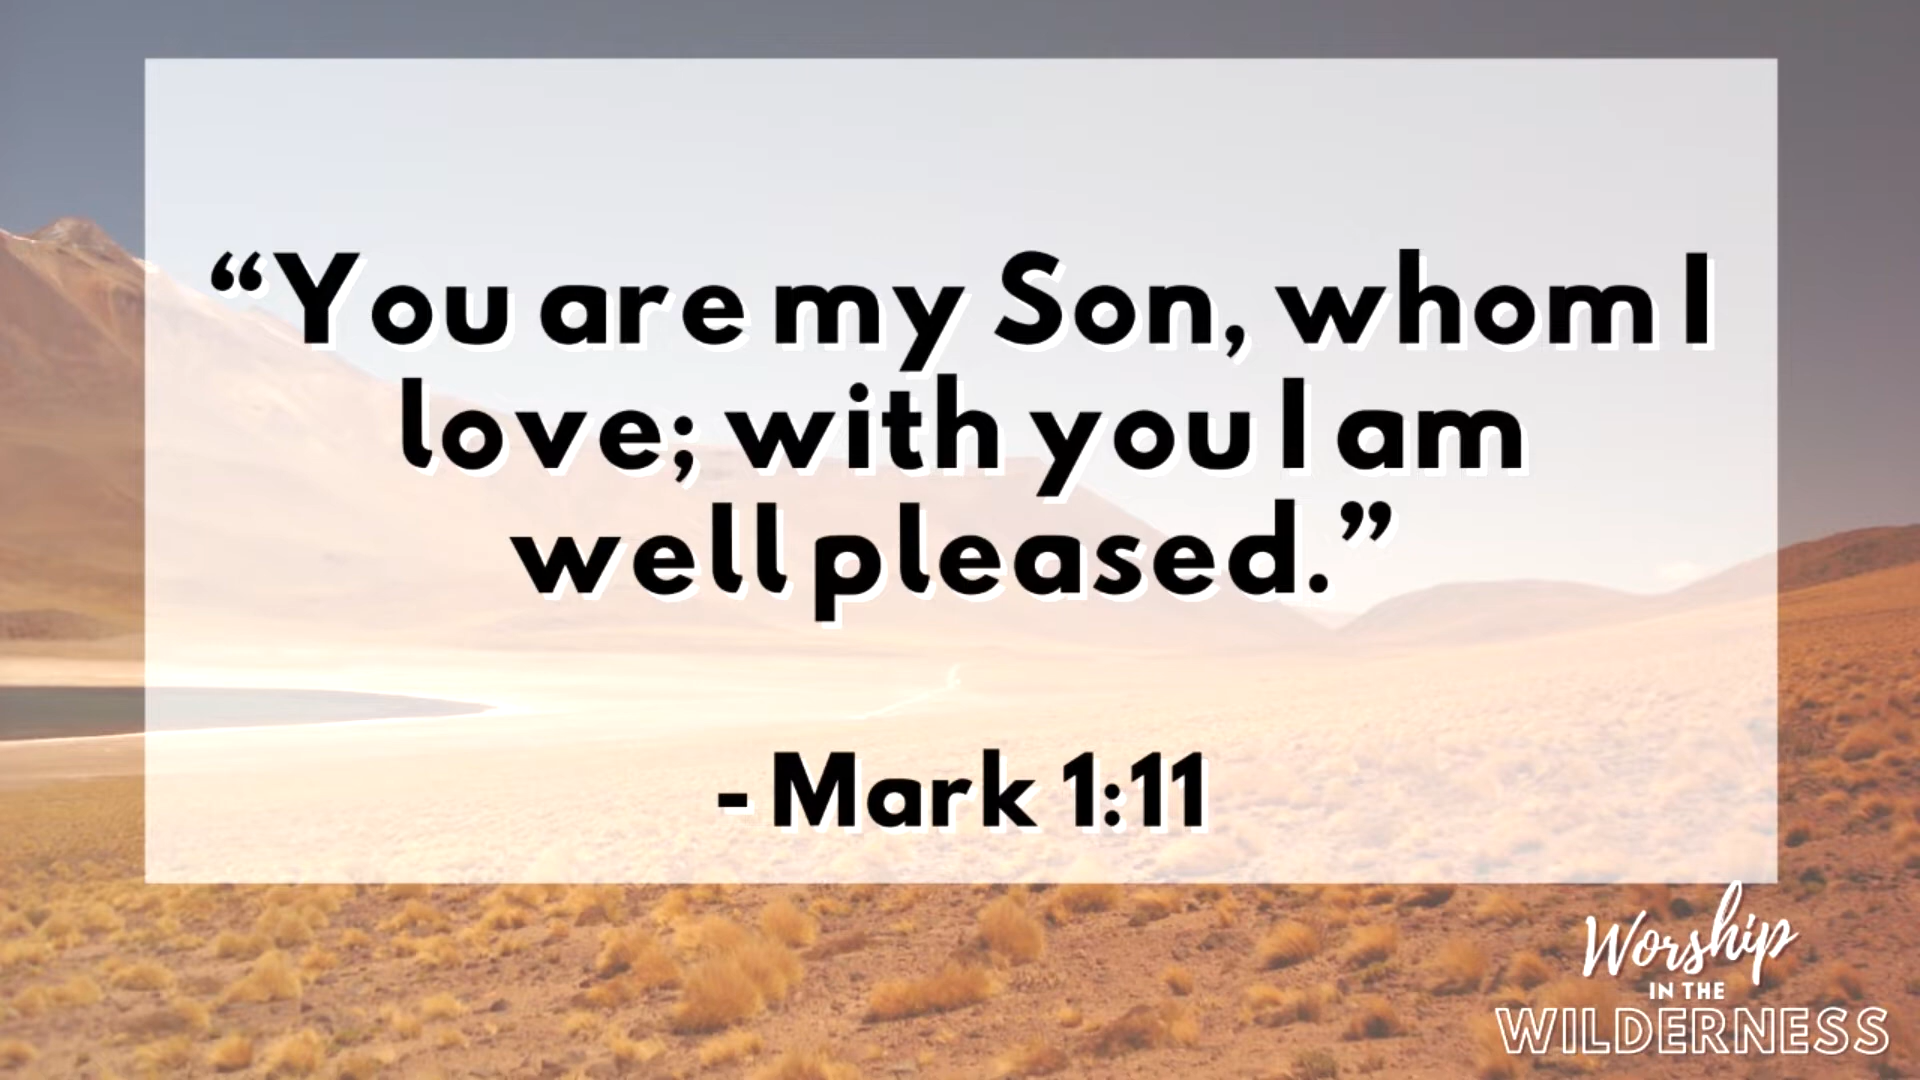 “You are my Son, whom I
love; with you I am
well pleased.”
- Mark 1:11
Worship
IN THE
WILDERNESS